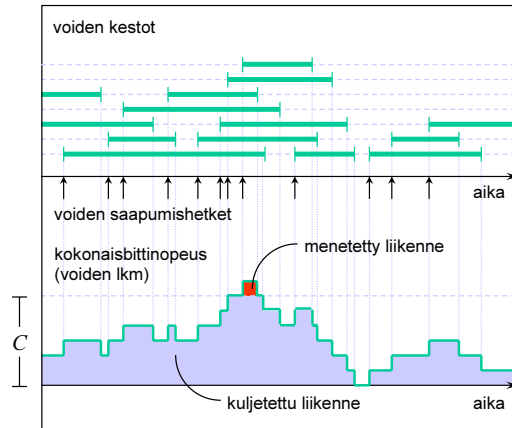 voiden kestot
aika
voiden saapumishetket
kokonaisbittinopeus
(voiden lkm)
menetetty liikenne
C
kuljetettu liikenne
aika